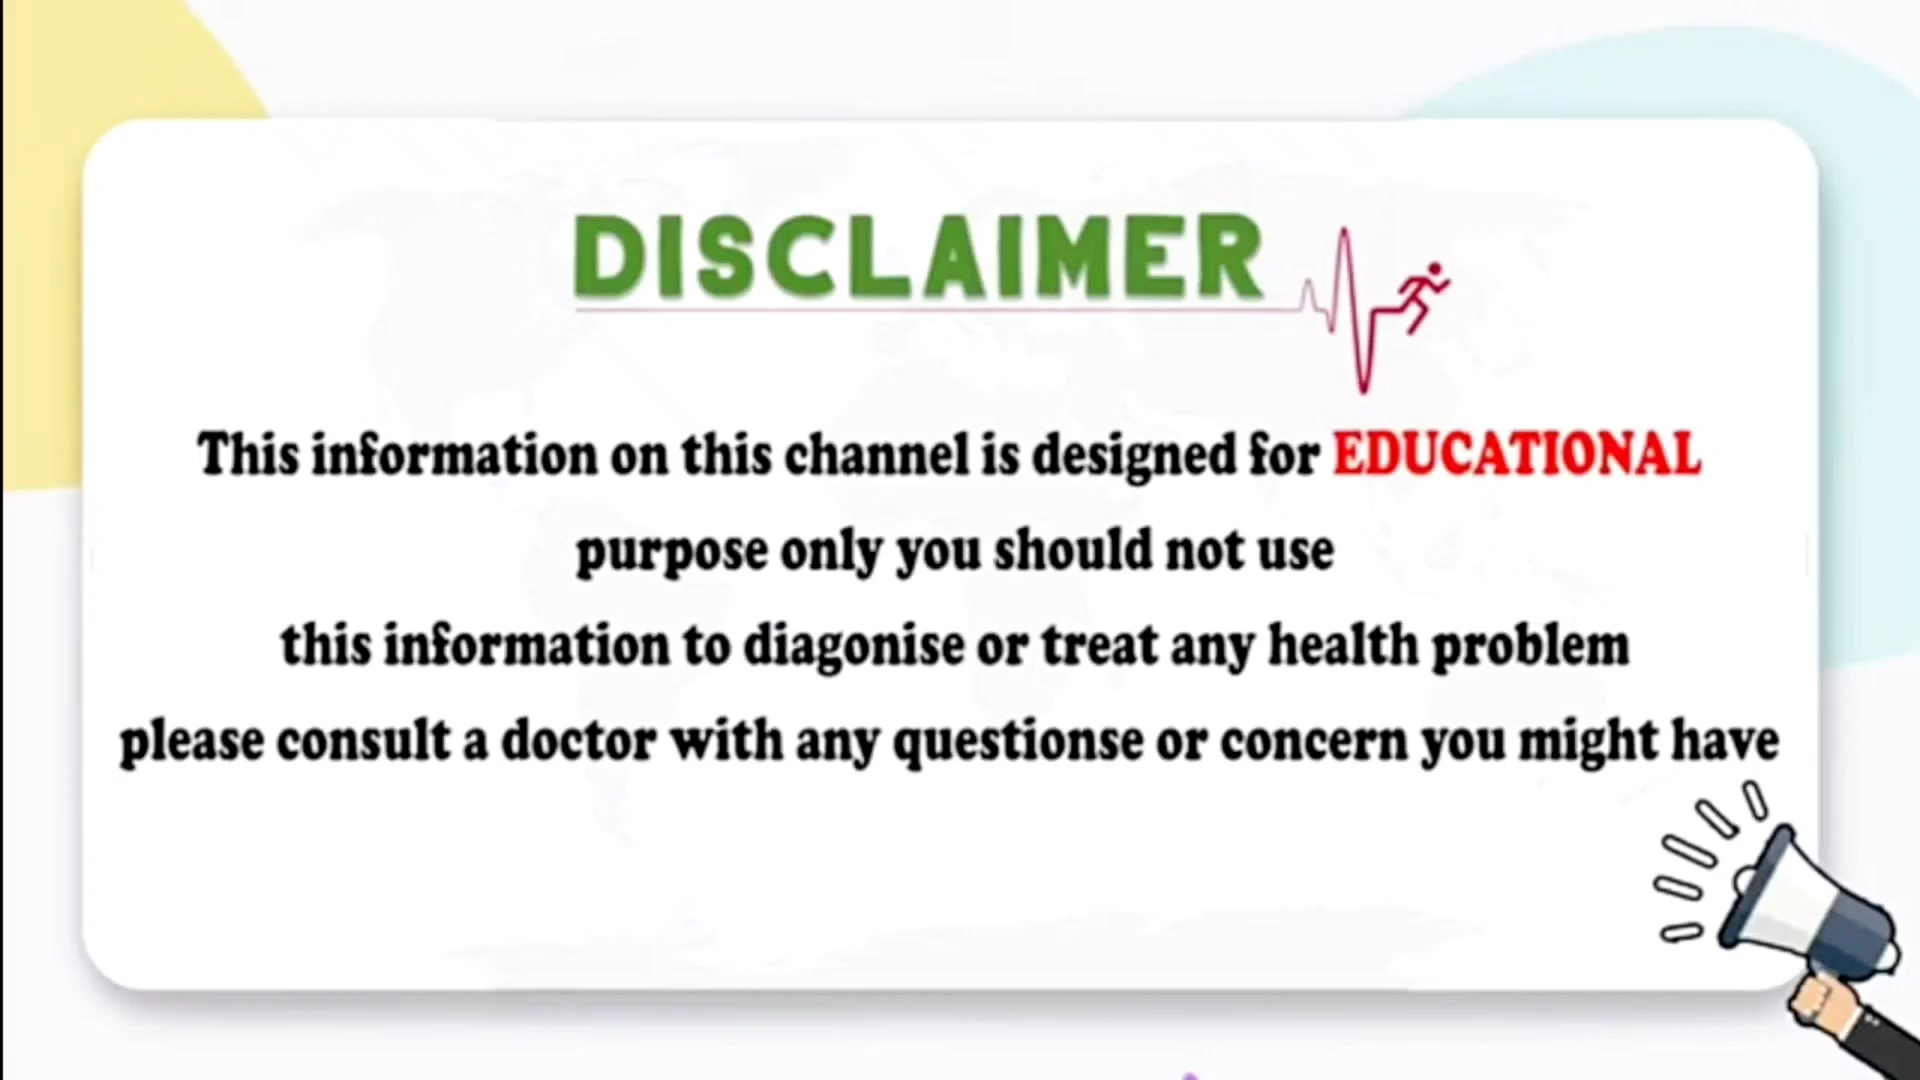 DISCLAIMER
This information on this channel is designed for EDUCATIONAL
purpose only you should not use
this information to diagonise or treat any health problem
please consult a doctor with any questionse or concern you might have